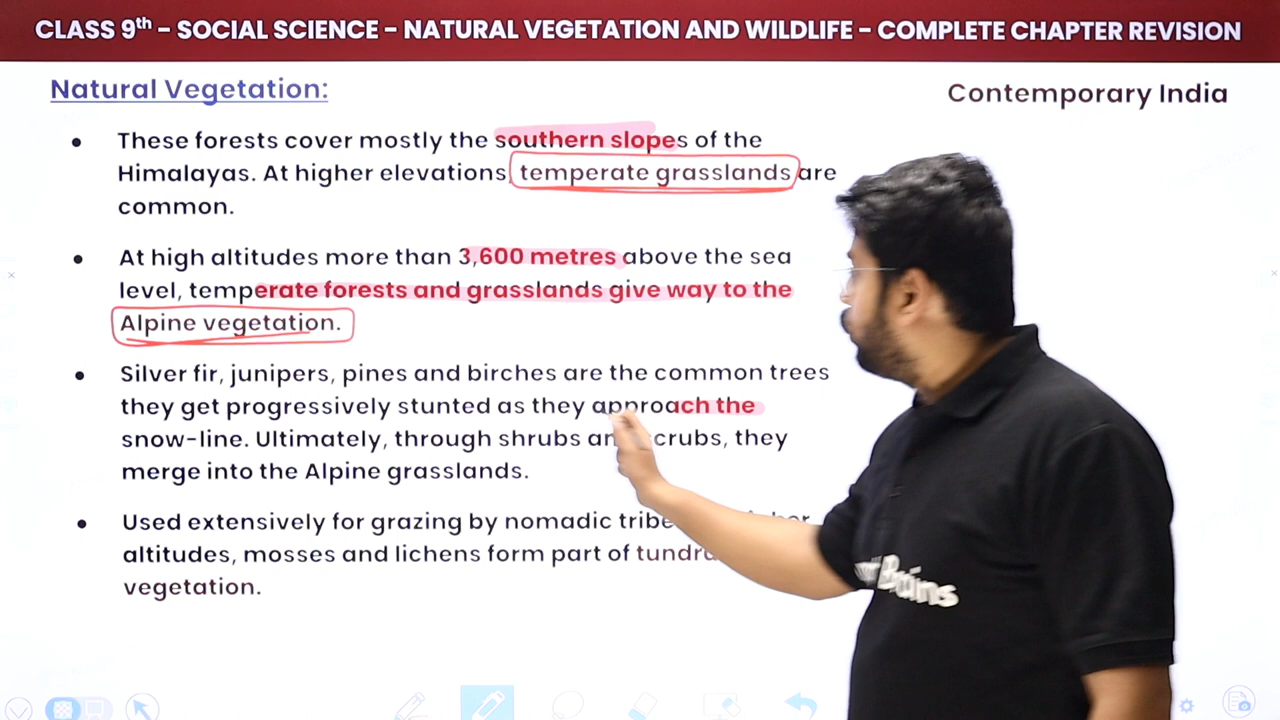 CLASS 9th – SOCIAL SCIENCE – NATURAL VEGETATION AND WILDLIFE – COMPLETE CHAPTER REVISION
Natural Vegetation:
Contemporary India
• These forests cover mostly the southern slopes of the
Himalayas. At higher elevations, temperate grasslands are
common.
• At high altitudes more than 3,600 metres above the sea
level, temperate forests and grasslands give way to the
Alpine vegetation.
• Silver fir, junipers, pines and birches are the common trees
they get progressively stunted as they approach the
snow-line. Ultimately, through shrubs and scrubs, they
merge into the Alpine grasslands.
• Used extensively for grazing by nomadic
altitudes, mosses and lichens form part of tundra
vegetation.
Brains